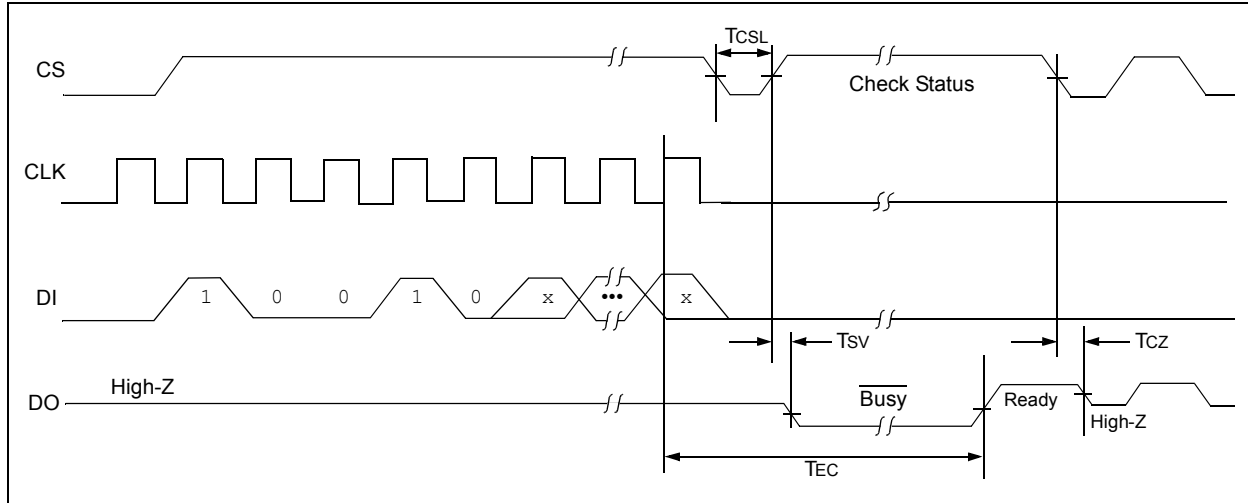 TCSL
CS
Check Status
CLK
DI
1 0 0 1 0 x ••• x
TSV
TCZ
High-Z
DO
Busy
Ready
High-Z
TEC